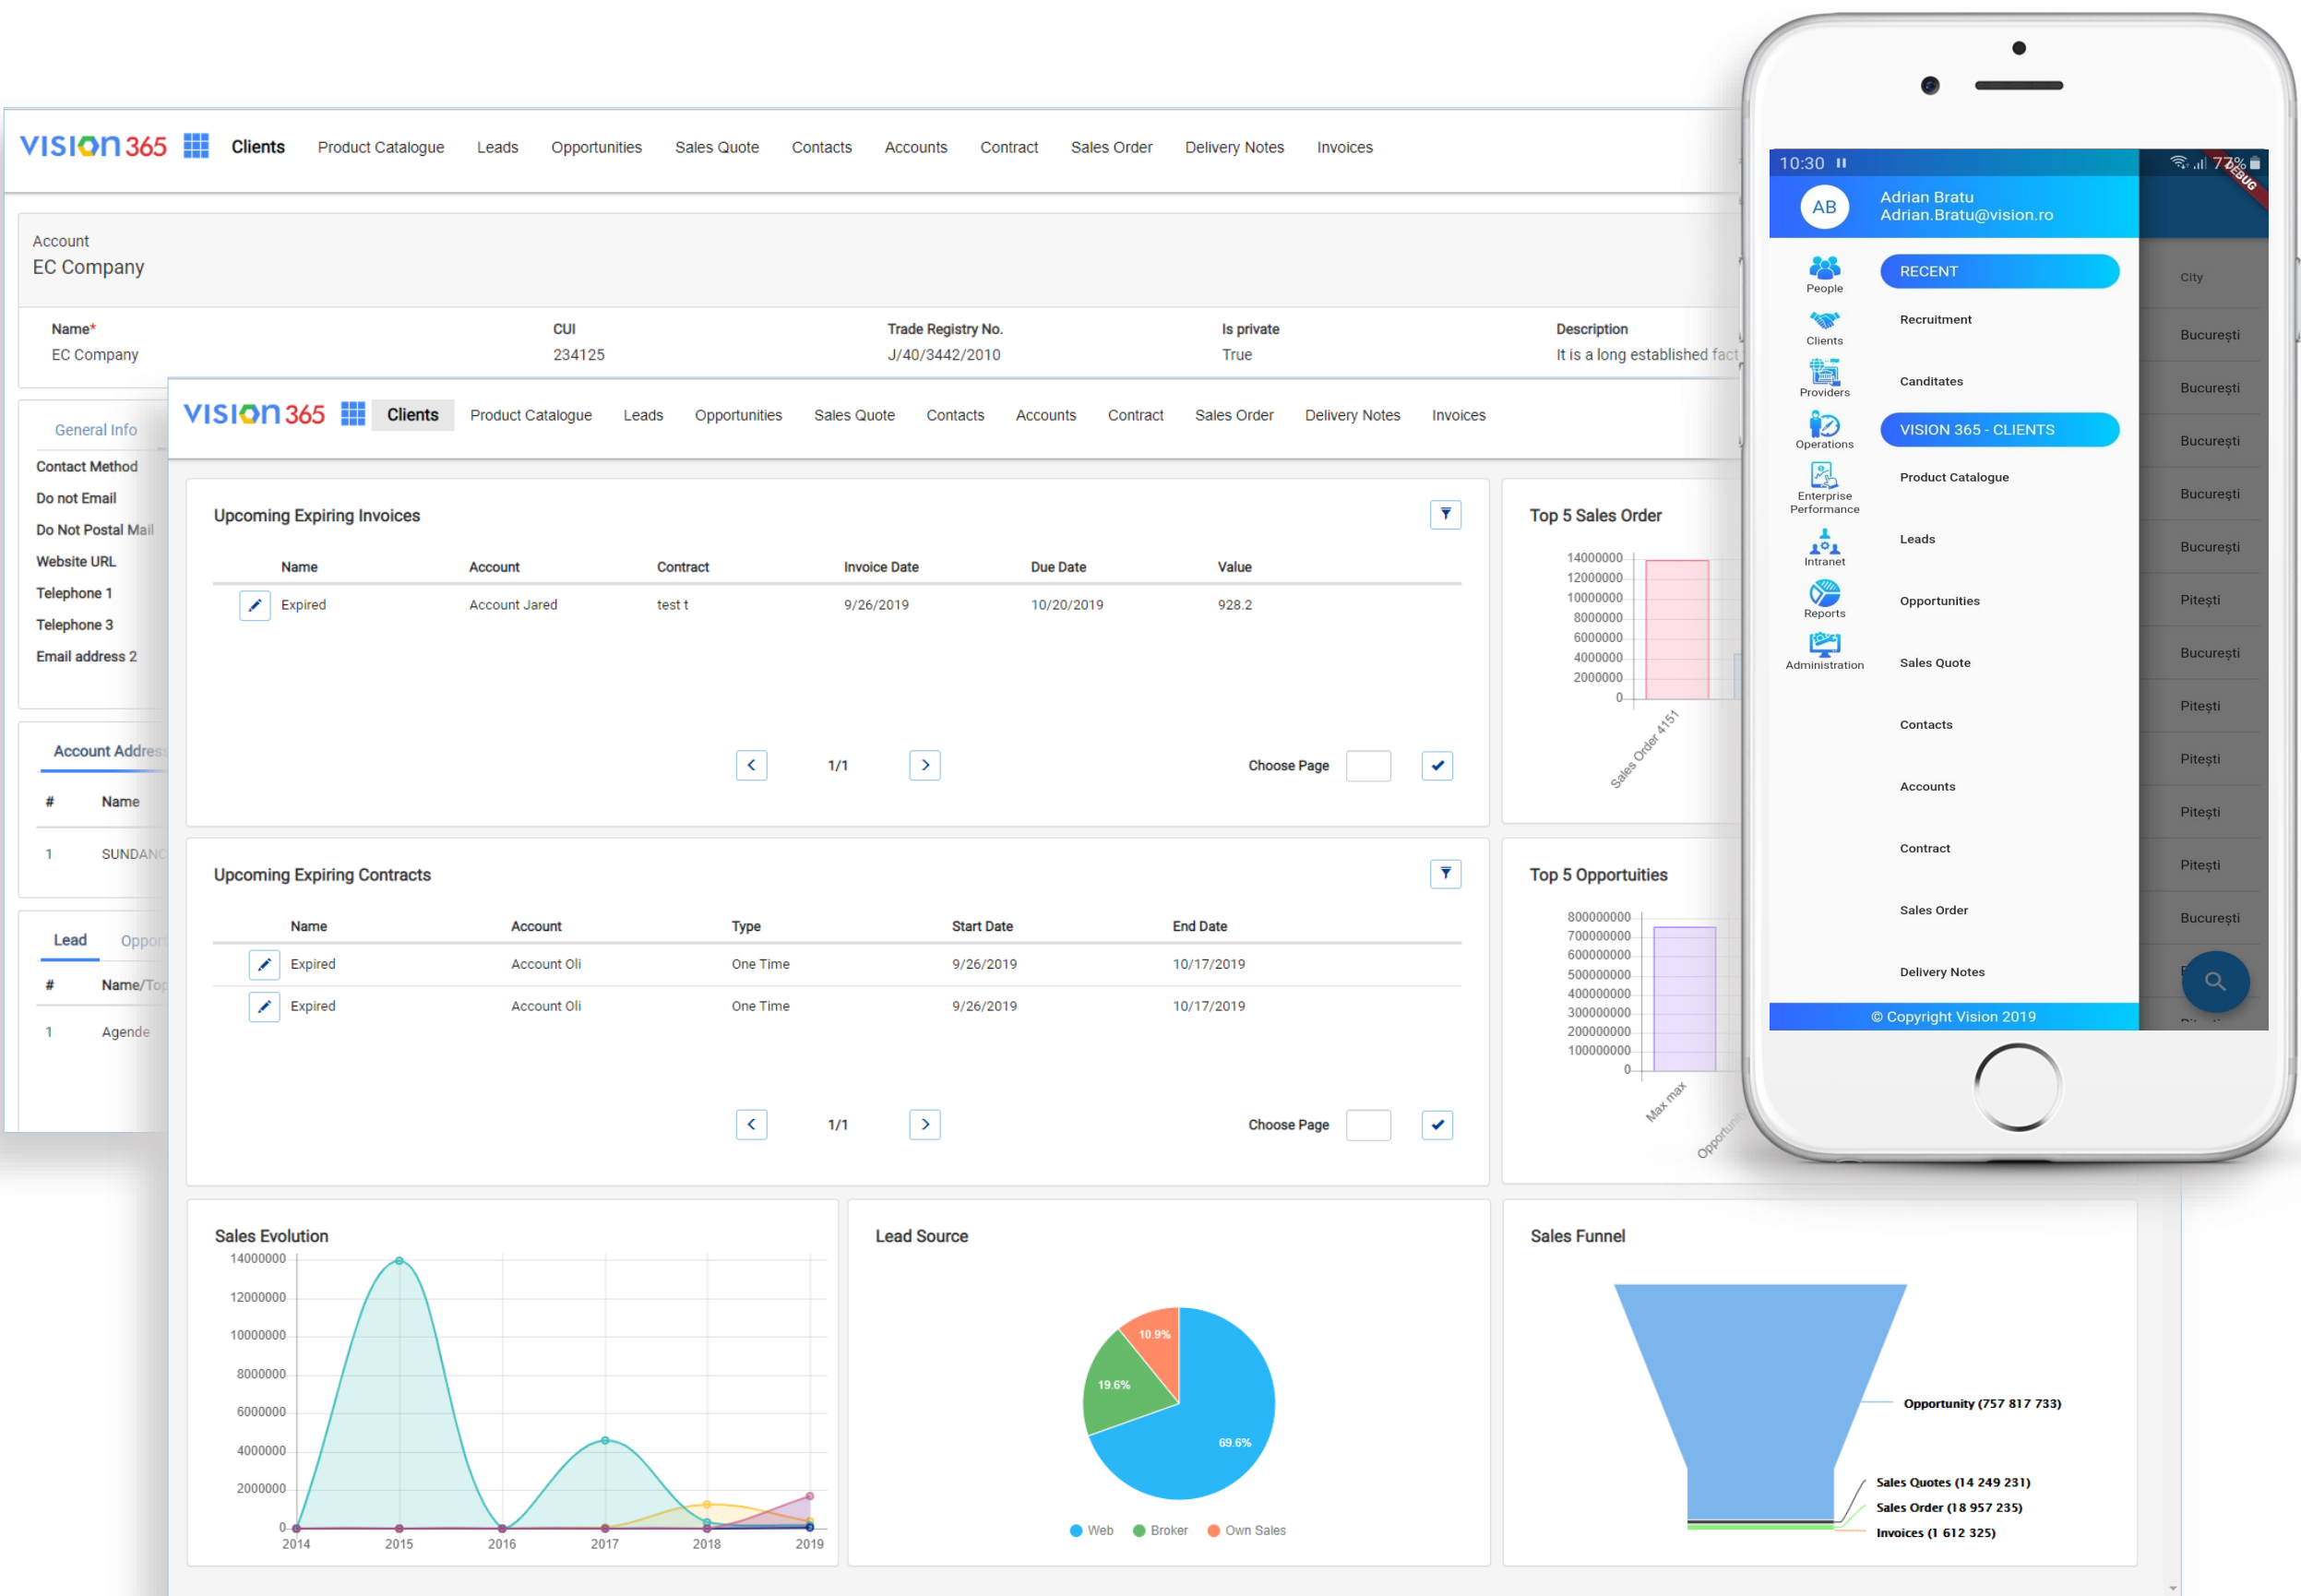 VISION 365 Clients Product Catalogue Leads Opportunities Sales Quote Contacts Accounts Contract Sales Order Delivery Notes Invoices
Account
EC Company
Name* CUI Trade Registry No. Is private Description
EC Company 234125 J/40/3442/2010 True It is a long established fact
General Info
Contact Method
Do not Email
Do Not Postal Mail
Website URL
Telephone 1
Telephone 3
Email address 2
Account Address
# Name
1 SUNDANC
Lead Opport
# Name/Top
1 Agende
VISION 365 Clients Product Catalogue Leads Opportunities Sales Quote Contacts Accounts Contract Sales Order Delivery Notes Invoices
Upcoming Expiring Invoices
Name Account Contract Invoice Date Due Date Value
Expired Account Jared test t 9/26/2019 10/20/2019 928.2
1/1 Choose Page
Top 5 Sales Order
14000000
12000000
10000000
8000000
6000000
4000000
2000000
0
Sales Order 4151
Upcoming Expiring Contracts
Name Account Type Start Date End Date
Expired Account Oli One Time 9/26/2019 10/17/2019
Expired Account Oli One Time 9/26/2019 10/17/2019
1/1 Choose Page
Top 5 Opportuities
800000000
700000000
600000000
500000000
400000000
300000000
200000000
100000000
0
Max max
Opportunit
Sales Evolution
14000000
12000000
10000000
8000000
6000000
4000000
2000000
0
2014 2015 2016 2017 2018 2019
Lead Source
10.9%
19.6%
69.6%
Web Broker Own Sales
Sales Funnel
Opportunity (757 817 733)
Sales Quotes (14 249 231)
Sales Order (18 957 235)
Invoices (1 612 325)
10:30 77%
DEBUG
AB
Adrian Bratu
Adrian.Bratu@vision.ro
People
Clients
Providers
Operations
Enterprise
Performance
Intranet
Reports
Administration
RECENT
Recruitment
Canditates
VISION 365 - CLIENTS
Product Catalogue
Leads
Opportunities
Sales Quote
Contacts
Accounts
Contract
Sales Order
Delivery Notes
© Copyright Vision 2019
City
București
București
București
București
București
Pitești
București
Pitești
Pitești
Pitești
Pitești
București